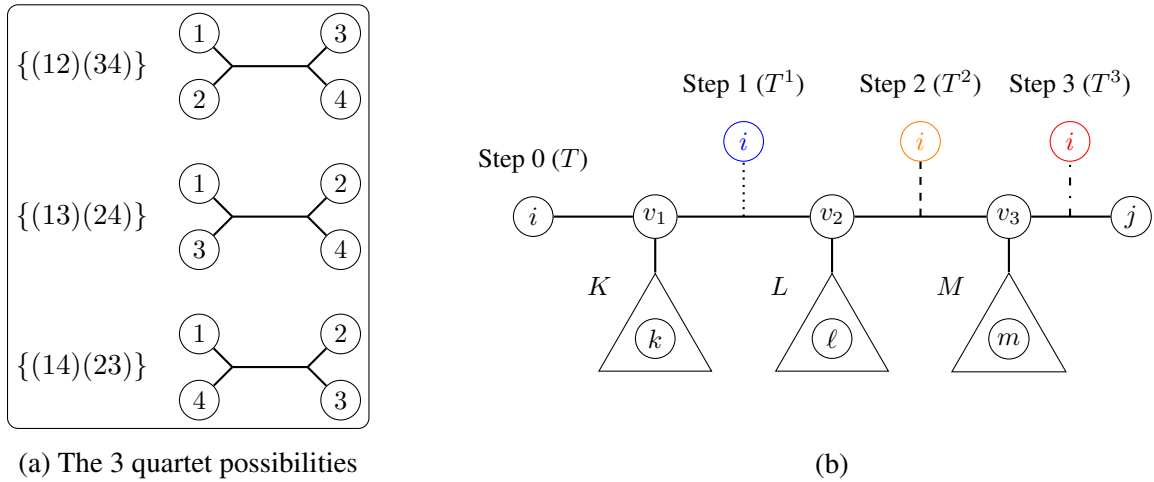 {(12)(34)}
1
3
2
4
{(13)(24)}
1
2
3
4
{(14)(23)}
1
2
4
3
(a) The 3 quartet possibilities
Step 1 (T¹) Step 2 (T²) Step 3 (T³)
i i i
Step 0 (T)
i v₁ v₂ v₃ j
K L M
k ℓ m
(b)